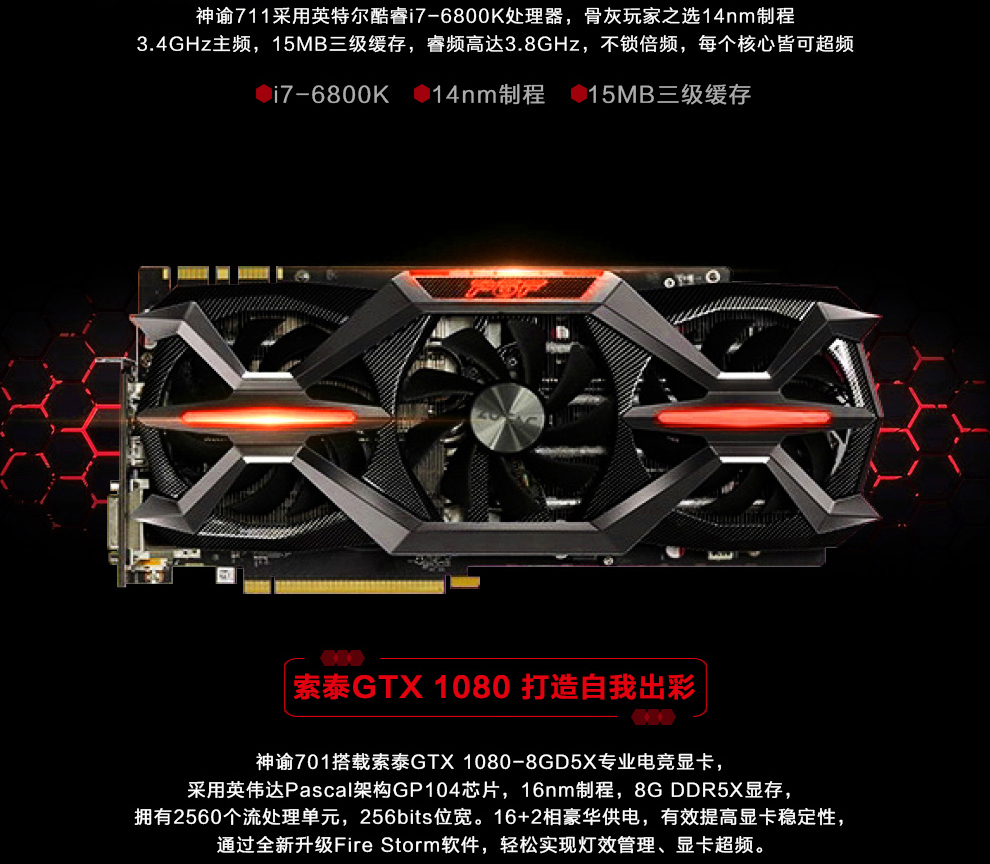 神谕711采用英特尔酷睿i7-6800K处理器，骨灰玩家之选14nm制程
3.4GHz主频，15MB三级缓存，睿频高达3.8GHz，不锁倍频，每个核心皆可超频
i7-6800K 14nm制程 15MB三级缓存
PGF
ZOTAC
索泰GTX 1080 打造自我出彩
神谕701搭载索泰GTX 1080-8GD5X专业电竞显卡，
采用英伟达Pascal架构GP104芯片，16nm制程，8G DDR5X显存，
拥有2560个流处理单元，256bits位宽。16+2相豪华供电，有效提高显卡稳定性，
通过全新升级Fire Storm软件，轻松实现灯效管理、显卡超频。